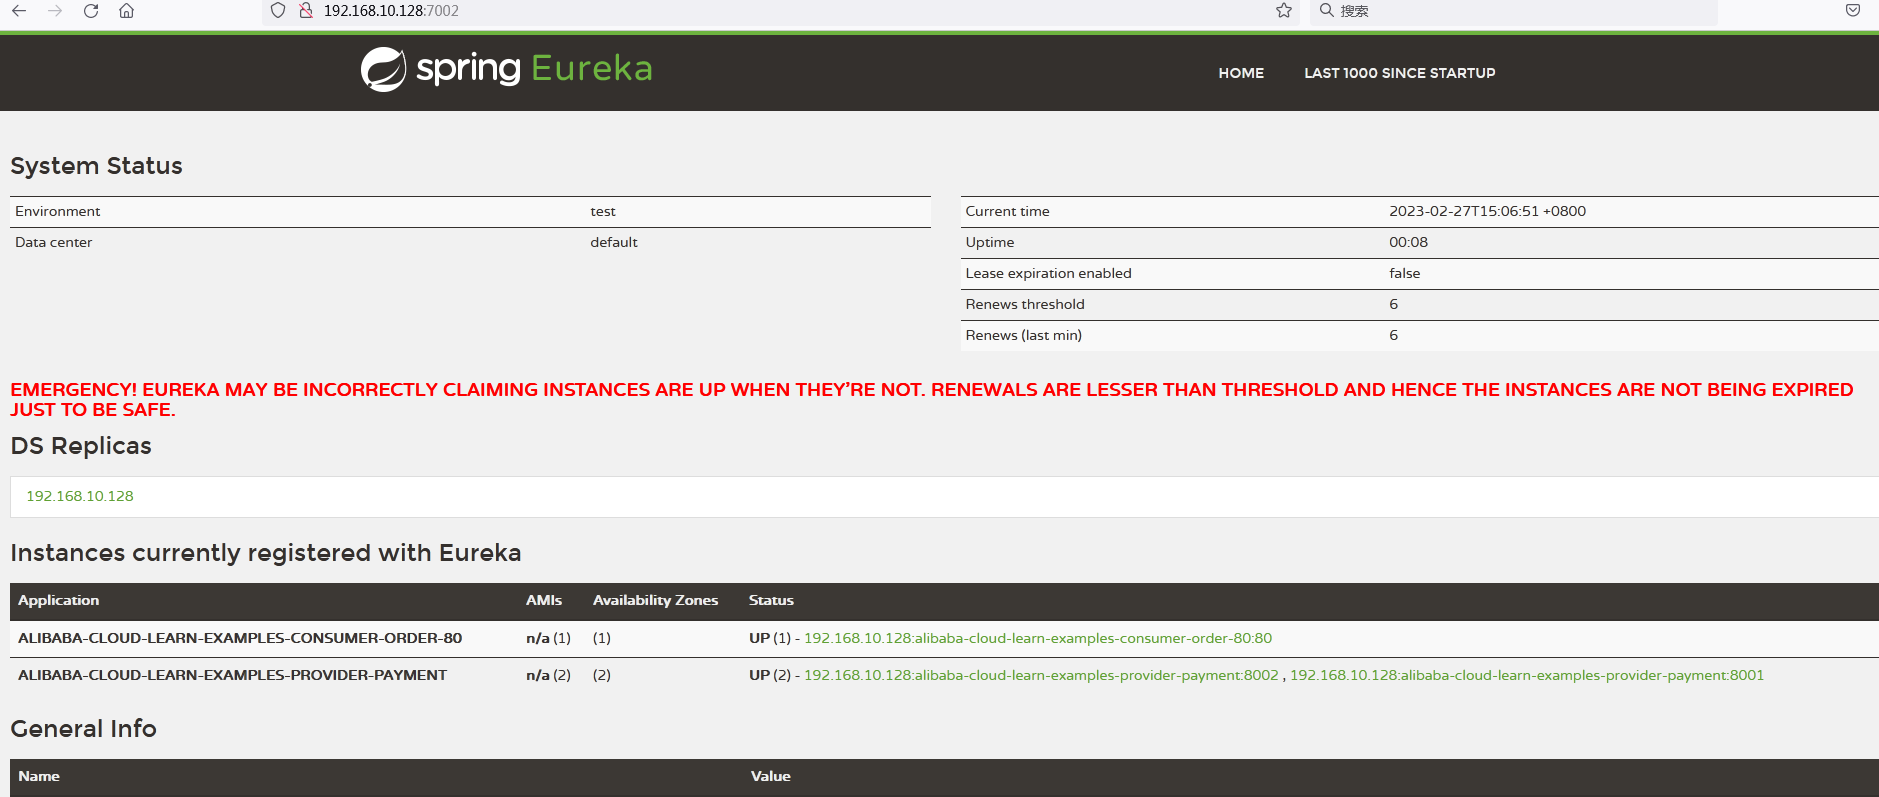 192.168.10.128:7002
搜索
spring Eureka
HOME
LAST 1000 SINCE STARTUP
System Status
Environment test
Data center default
Current time 2023-02-27T15:06:51 +0800
Uptime 00:08
Lease expiration enabled false
Renews threshold 6
Renews (last min) 6
EMERGENCY! EUREKA MAY BE INCORRECTLY CLAIMING INSTANCES ARE UP WHEN THEY'RE NOT. RENEWALS ARE LESSER THAN THRESHOLD AND HENCE THE INSTANCES ARE NOT BEING EXPIRED
JUST TO BE SAFE.
DS Replicas
192.168.10.128
Instances currently registered with Eureka
Application AMIs Availability Zones Status
ALIBABA-CLOUD-LEARN-EXAMPLES-CONSUMER-ORDER-80 n/a (1) (1) UP (1) - 192.168.10.128:alibaba-cloud-learn-examples-consumer-order-80:80
ALIBABA-CLOUD-LEARN-EXAMPLES-PROVIDER-PAYMENT n/a (2) (2) UP (2) - 192.168.10.128:alibaba-cloud-learn-examples-provider-payment:8002 , 192.168.10.128:alibaba-cloud-learn-examples-provider-payment:8001
General Info
Name Value